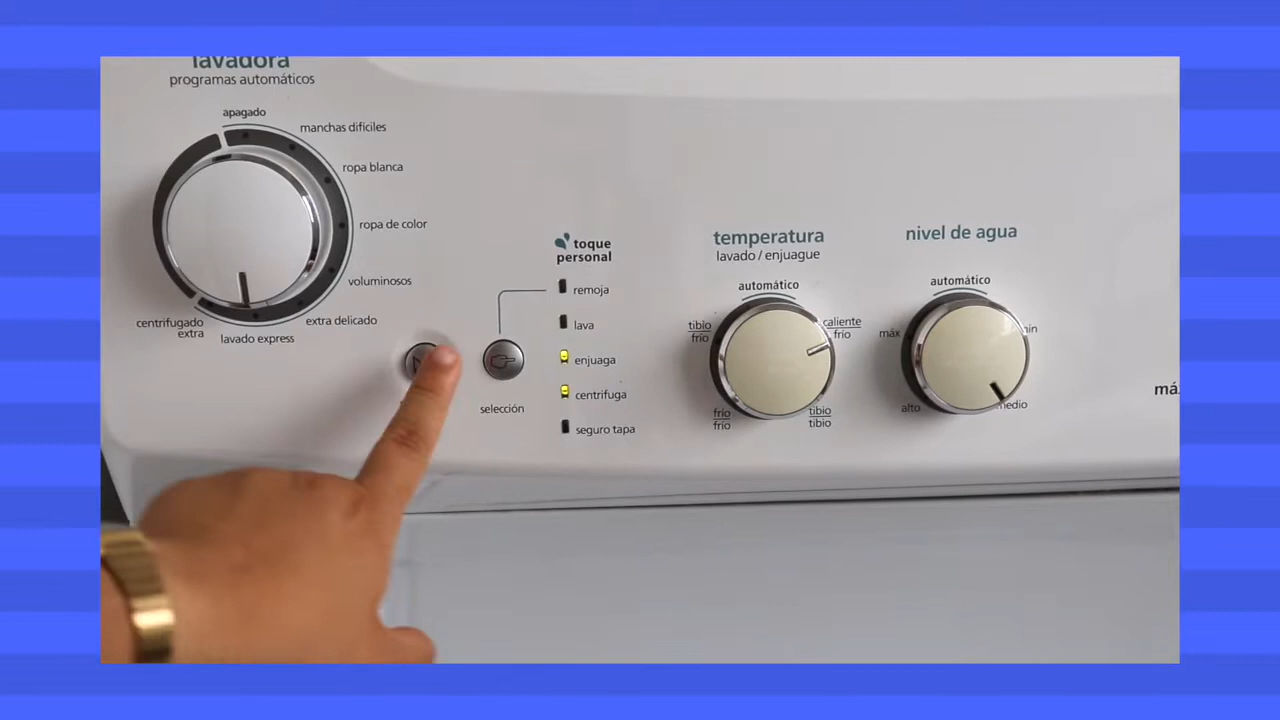 lavadora
programas automáticos
apagado
manchas difíciles
ropa blanca
ropa de color
voluminosos
extra delicado
lavado express
centrifugado
extra
selección
toque
personal
remoja
lava
enjuaga
centrifuga
seguro tapa
temperatura
lavado / enjuague
automático
tibio
frío
caliente
frío
frío
frío
tibio
tibio
nivel de agua
automático
máx
alto